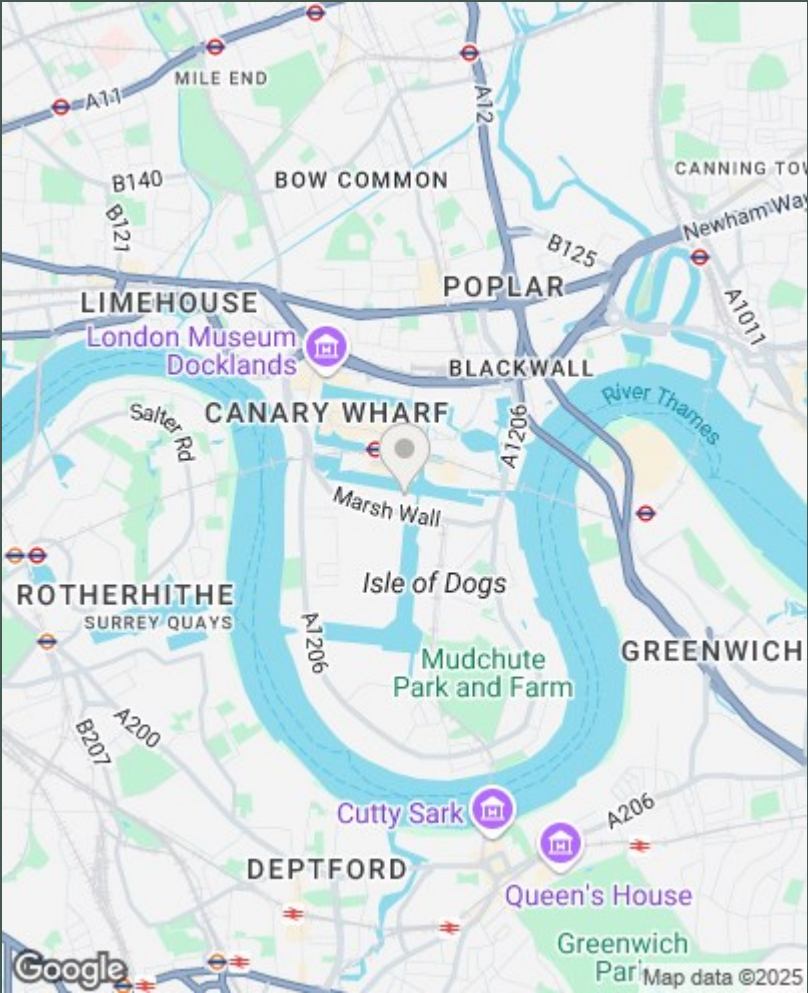 MILE END
A11
A12
B140
BOW COMMON
CANNING TOW
B121
Newham Way
B125
LIMEHOUSE
POPLAR
A1011
London Museum
Docklands
BLACKWALL
River Thames
Salter Rd
CANARY WHARF
A1206
Marsh Wall
Isle of Dogs
ROTHERHITHE
SURREY QUAYS
A1206
GREENWICH
Mudchute
Park and Farm
A200
B207
Cutty Sark
A206
DEPTFORD
Queen's House
Greenwich
Park
Google
Map data ©2025